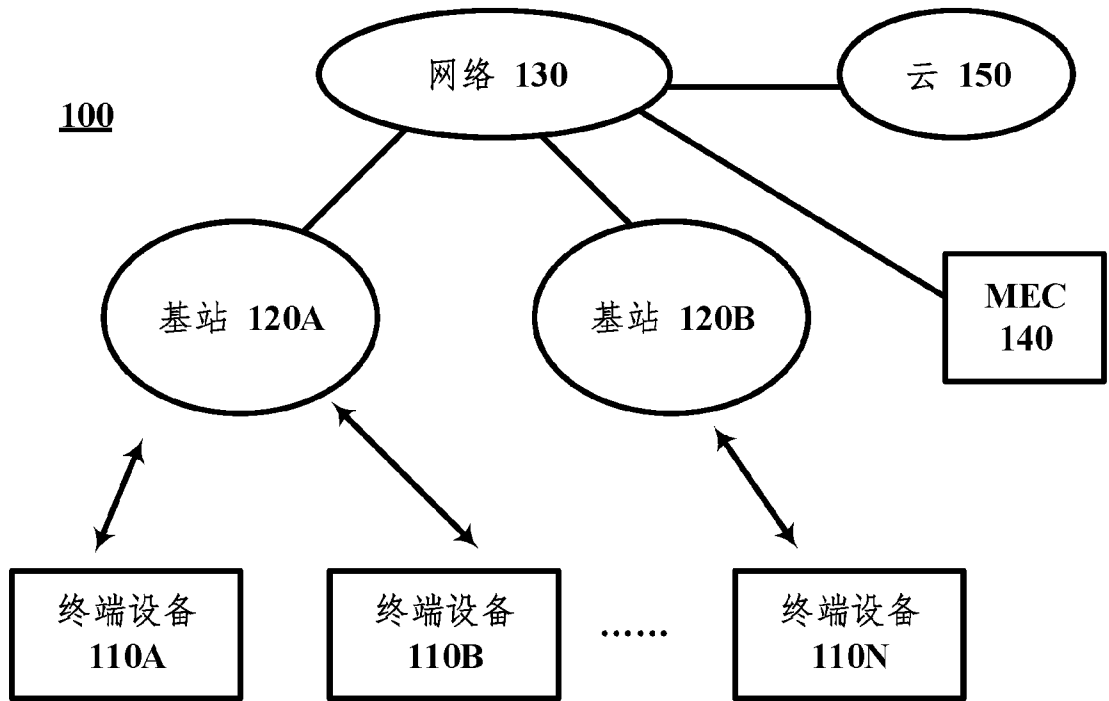 网络 130
云 150
100
基站 120A
基站 120B
MEC
140
终端设备
110A
终端设备
110B
……
终端设备
110N